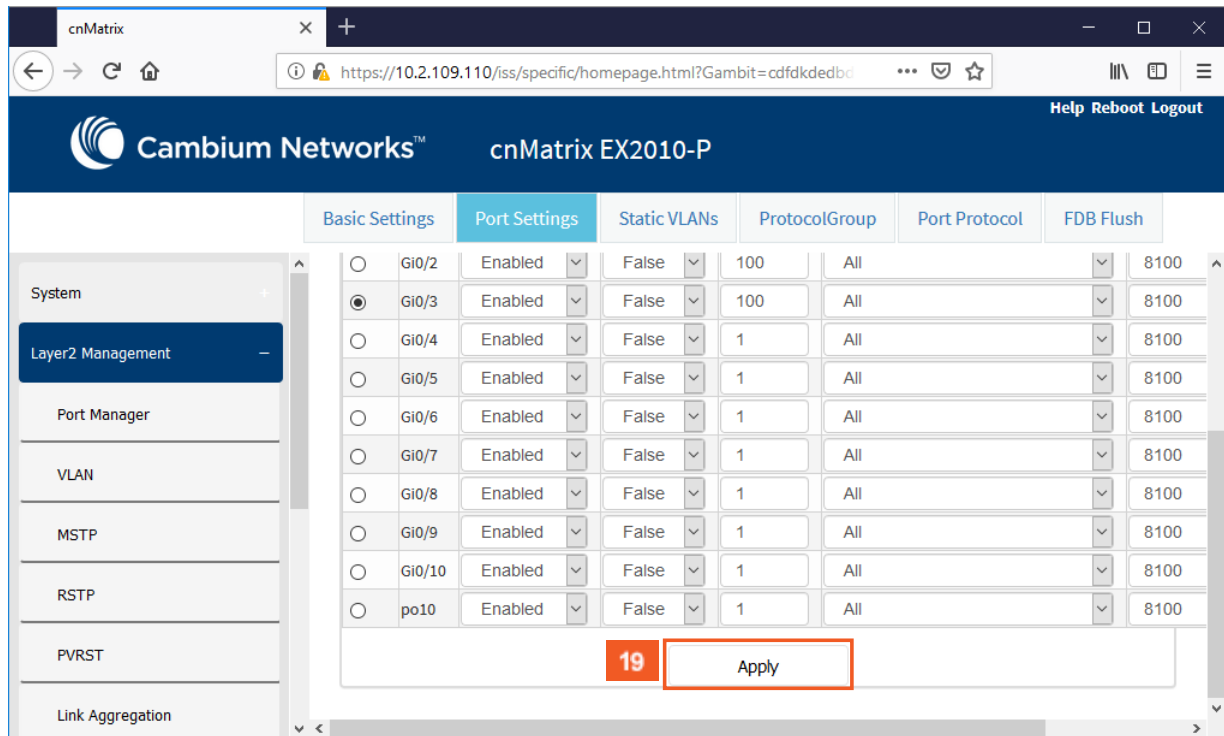 cnMatrix
https://10.2.109.110/iss/specific/homepage.html?Gambit=cdfdkdedbd
Help Reboot Logout
Cambium Networks™ cnMatrix EX2010-P
Basic Settings Port Settings Static VLANs ProtocolGroup Port Protocol FDB Flush
System
Layer2 Management
Port Manager
VLAN
MSTP
RSTP
PVRST
Link Aggregation
Gi0/2 Enabled False 100 All 8100
Gi0/3 Enabled False 100 All 8100
Gi0/4 Enabled False 1 All 8100
Gi0/5 Enabled False 1 All 8100
Gi0/6 Enabled False 1 All 8100
Gi0/7 Enabled False 1 All 8100
Gi0/8 Enabled False 1 All 8100
Gi0/9 Enabled False 1 All 8100
Gi0/10 Enabled False 1 All 8100
po10 Enabled False 1 All 8100
19 Apply